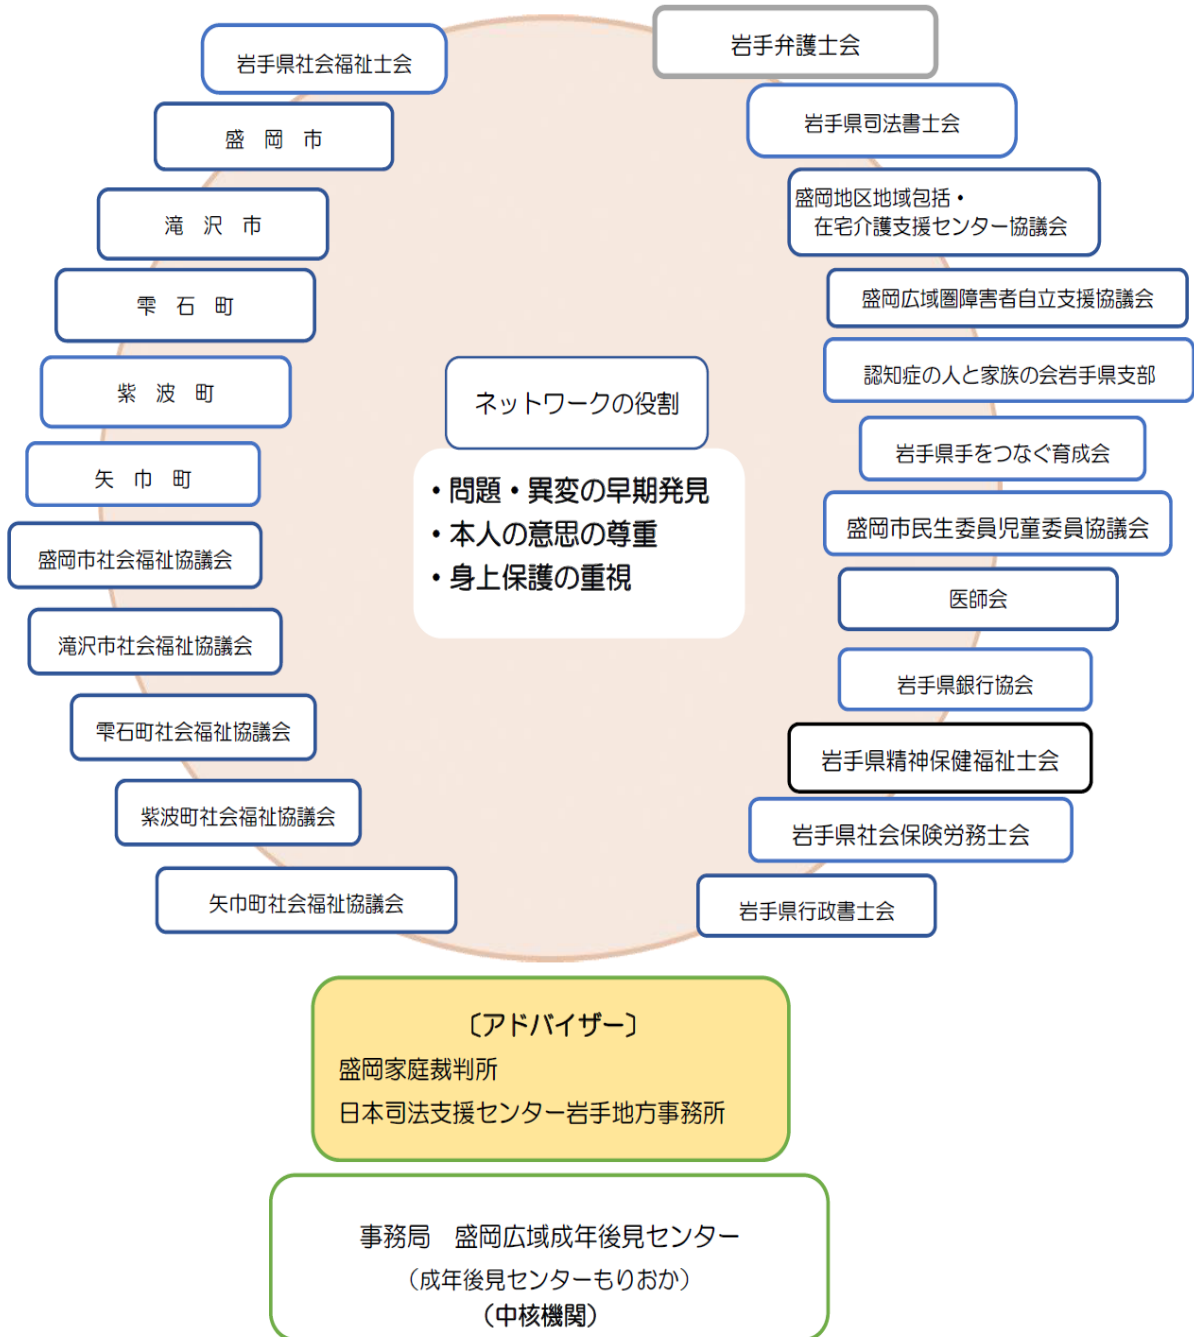 岩手県社会福祉士会
盛　岡　市
滝　沢　市
雫　石　町
紫　波　町
矢　巾　町
盛岡市社会福祉協議会
滝沢市社会福祉協議会
雫石町社会福祉協議会
紫波町社会福祉協議会
矢巾町社会福祉協議会
岩手弁護士会
岩手県司法書士会
盛岡地区地域包括・
在宅介護支援センター協議会
盛岡広域圏障害者自立支援協議会
認知症の人と家族の会岩手県支部
岩手県手をつなぐ育成会
盛岡市民生委員児童委員協議会
医師会
岩手県銀行協会
岩手県精神保健福祉士会
岩手県社会保険労務士会
岩手県行政書士会
ネットワークの役割
・問題・異変の早期発見
・本人の意思の尊重
・身上保護の重視
〔アドバイザー〕
盛岡家庭裁判所
日本司法支援センター岩手地方事務所
事務局　盛岡広域成年後見センター
（成年後見センターもりおか）
（中核機関）